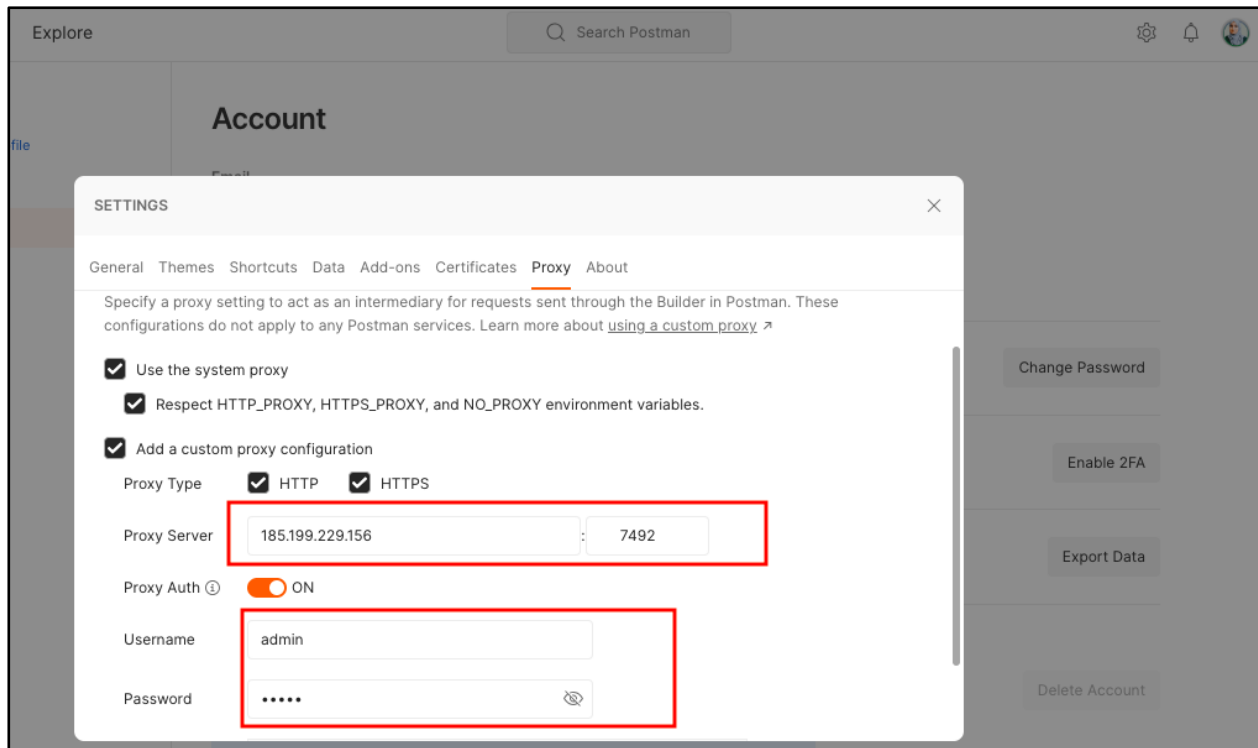 Explore
Search Postman
Account
file
Email
SETTINGS
General Themes Shortcuts Data Add-ons Certificates Proxy About
Specify a proxy setting to act as an intermediary for requests sent through the Builder in Postman. These
configurations do not apply to any Postman services. Learn more about using a custom proxy ↗
Use the system proxy
Respect HTTP_PROXY, HTTPS_PROXY, and NO_PROXY environment variables.
Add a custom proxy configuration
Proxy Type HTTP HTTPS
Proxy Server 185.199.229.156 : 7492
Proxy Auth ON
Username admin
Password •••••
Change Password
Enable 2FA
Export Data
Delete Account